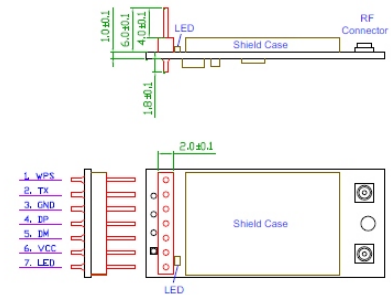 1.0±0.1
6.0±0.1
4.0±0.1
LED
Shield Case
RF
Connector
1.8±0.1
2.0±0.1
1. WPS
2. TX
3. GND
4. DP
5. DM
6. VCC
7. LED
Shield Case
LED